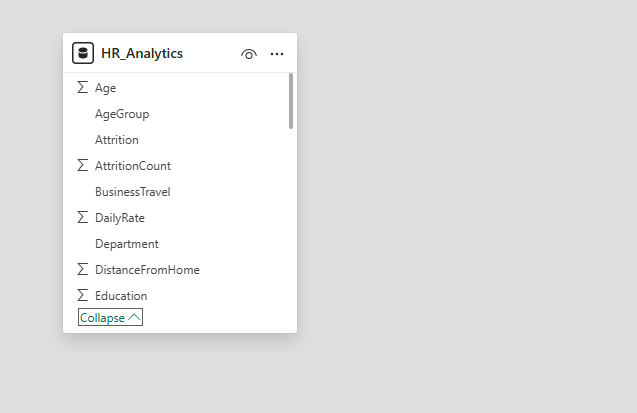 HR_Analytics
Age
AgeGroup
Attrition
AttritionCount
BusinessTravel
DailyRate
Department
DistanceFromHome
Education
Collapse